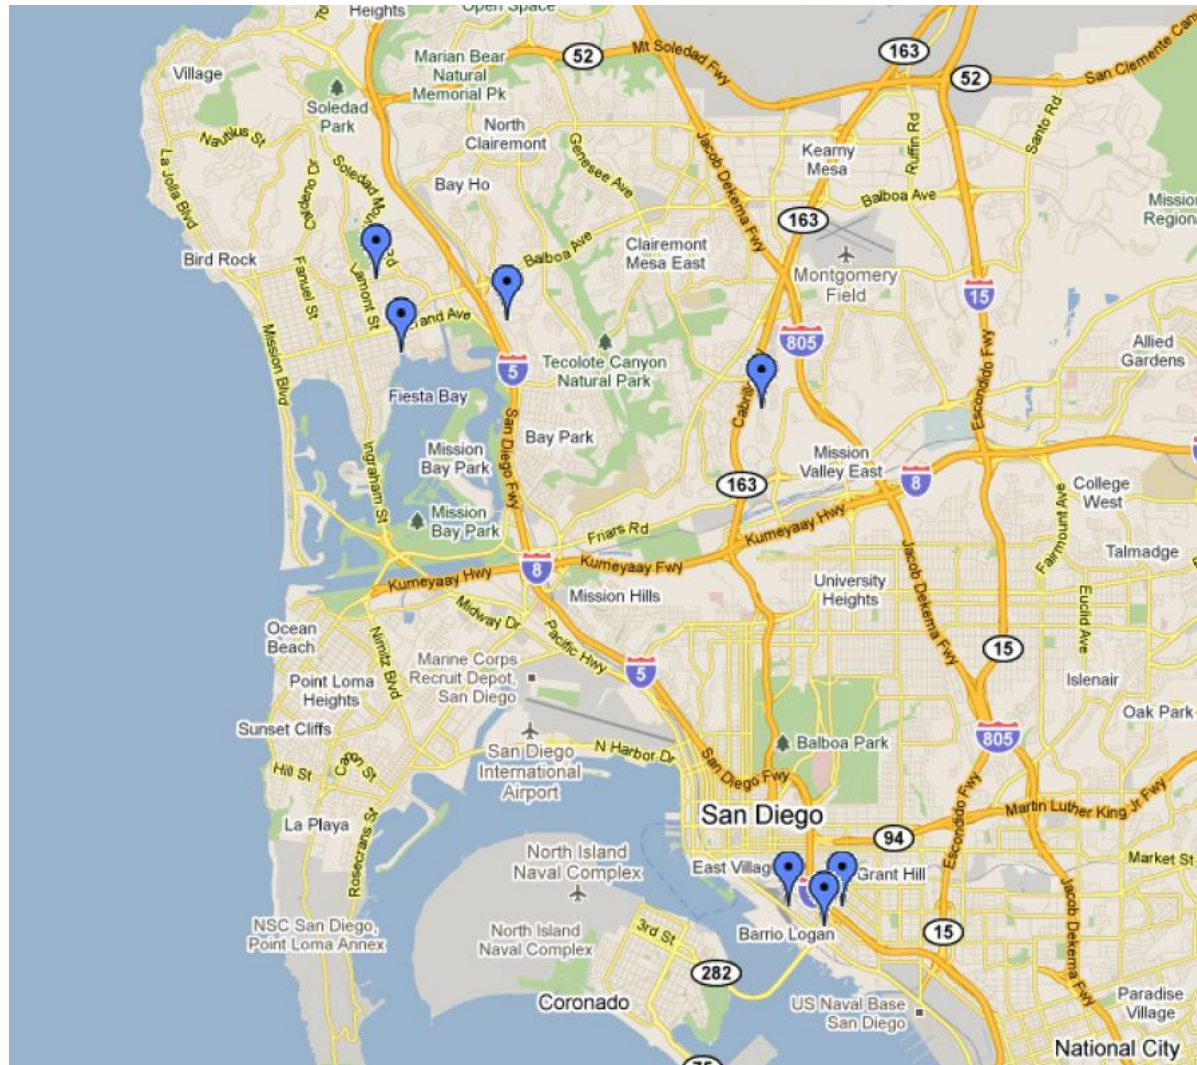 Heights
Open Space
163
52
Mt Soledad Fwy
52
San Clemente Can
Village
Marian Bear
Natural
Memorial Pk
Soledad
Park
North
Clairemont
Nautilus St
Genesee Ave
Jacob Dekema Fwy
Ruffin Rd
Santo Rd
Kearny
Mesa
La Jolla Blvd
Cardeno Dr
Soledad M
Rd
Bay Ho
Balboa Ave
163
Mission
Region
Bird Rock
Fanuel St
Lamont St
Balboa Ave
Clairemont
Mesa East
Montgomery
Field
15
Mission Blvd
Grand Ave
805
Escondido Fwy
Allied
Gardens
5
Tecolote Canyon
Natural Park
Fiesta Bay
Cabrill
San Diego Fwy
Bay Park
Mission
Bay Park
Ingraham St
Mission
Valley East
163
8
College
West
Mission
Bay Park
Friars Rd
Kumeyaay Hwy
Fairmount Ave
Talmadge
Kumeyaay Hwy
8
Kumeyaay Fwy
Jacob Dekema Fwy
Mission Hills
University
Heights
Euclid Ave
Midway Dr
Pacific Hwy
Ocean
Beach
Nimitz Blvd
15
Marine Corps
Recruit Depot,
San Diego
5
Point Loma
Heights
Islenair
Oak Park
Sunset Cliffs
805
San Diego
International
Airport
N Harbor Dr
Balboa Park
Hill St
Cañon St
San Diego Fwy
Martin Luther King Jr Fwy
La Playa
San Diego
94
Escondido Fwy
Rosecrans St
North Island
Naval Complex
East Villag
Grant Hill
Market St
Jacob Dekema Fwy
NSC San Diego,
Point Loma Annex
North Island
Naval Complex
3rd St
Barrio Logan
15
282
Coronado
US Naval Base
San Diego
Paradise
Village
National City
75